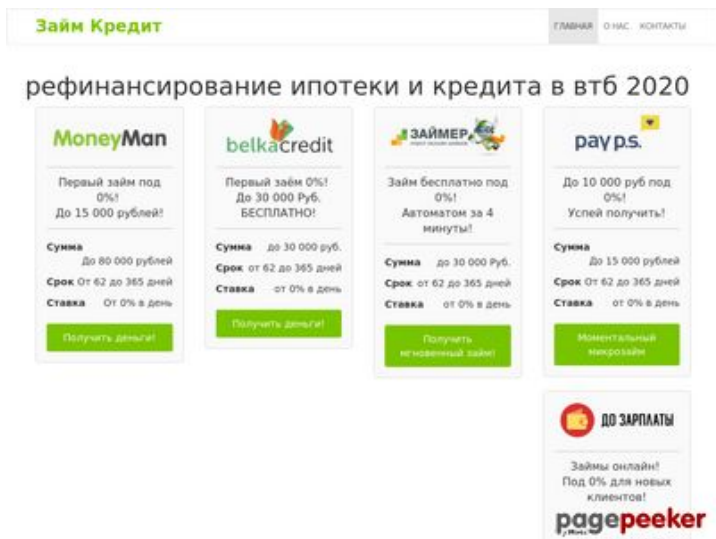 Займ Кредит
ГЛАВНАЯ О НАС. КОНТАКТЫ
рефинансирование ипотеки и кредита в втб 2020
MoneyMan
Первый займ под
0%!
До 15 000 рублей!
Сумма
До 80 000 рублей
Срок От 62 до 365 дней
Ставка От 0% в день
Получить деньги!
belkacredit
Первый заём 0%!
До 30 000 Руб.
БЕСПЛАТНО!
Сумма до 30 000 руб.
Срок от 62 до 365 дней
Ставка от 0% в день
Получить деньги!
ЗАЙМЕР
Займ бесплатно под
0%!
Автоматом за 4
минуты!
Сумма до 30 000 Руб.
Срок от 62 до 365 дней
Ставка от 0% в день
Получить
мгновенный займ!
pay p.s.
До 10 000 руб под
0%!
Успей получить!
Сумма
До 15 000 рублей
Срок От 62 до 365 дней
Ставка от 0% в день
Моментальный
микрозайм
ДО ЗАРПЛАТЫ
Займы онлайн!
Под 0% для новых
клиентов!
pagepeeker